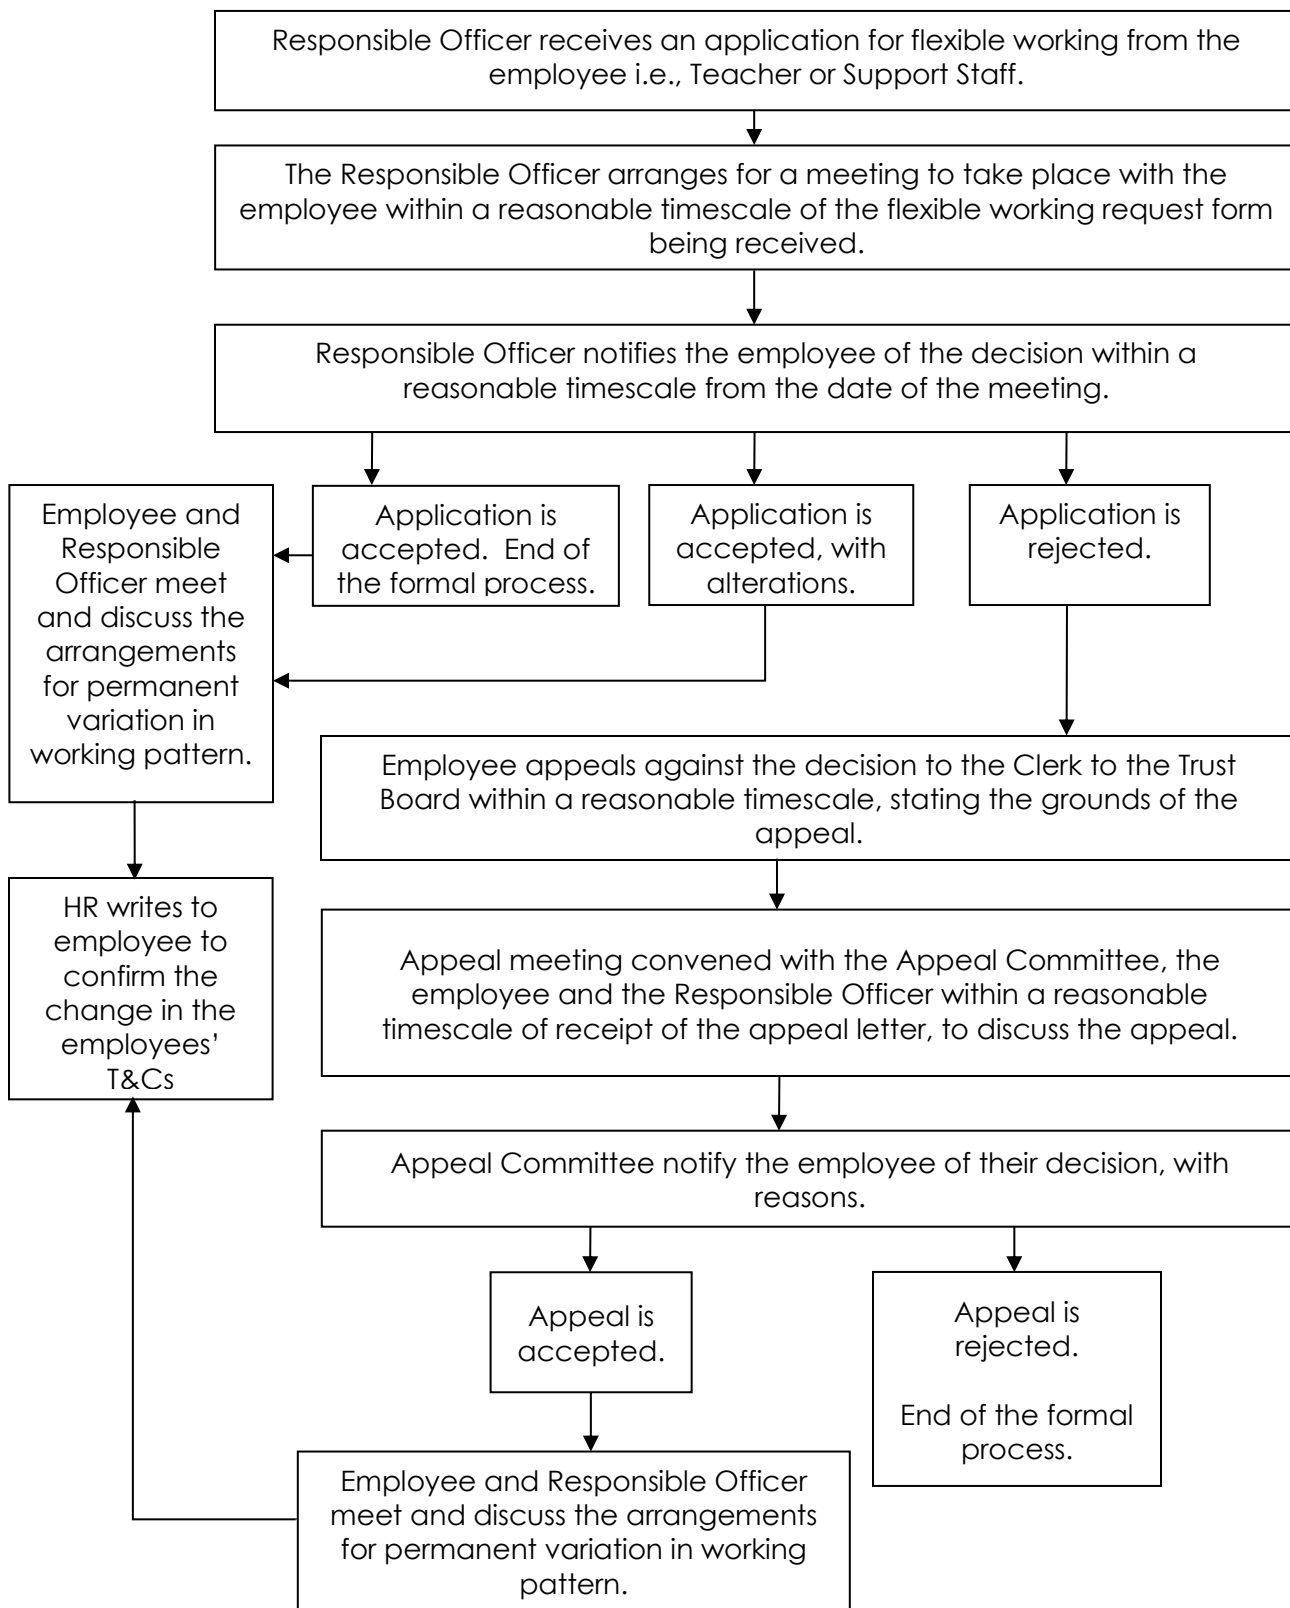 Responsible Officer receives an application for flexible working from the
employee i.e., Teacher or Support Staff.
The Responsible Officer arranges for a meeting to take place with the
employee within a reasonable timescale of the flexible working request form
being received.
Responsible Officer notifies the employee of the decision within a
reasonable timescale from the date of the meeting.
Employee and
Responsible
Officer meet
and discuss the
arrangements
for permanent
variation in
working pattern.
Application is
accepted.  End of
the formal process.
Application is
accepted, with
alterations.
Application is
rejected.
Employee appeals against the decision to the Clerk to the Trust
Board within a reasonable timescale, stating the grounds of the
appeal.
HR writes to
employee to
confirm the
change in the
employees’
T&Cs
Appeal meeting convened with the Appeal Committee, the
employee and the Responsible Officer within a reasonable
timescale of receipt of the appeal letter, to discuss the appeal.
Appeal Committee notify the employee of their decision, with
reasons.
Appeal is
accepted.
Appeal is
rejected.
End of the formal
process.
Employee and Responsible Officer
meet and discuss the arrangements
for permanent variation in working
pattern.